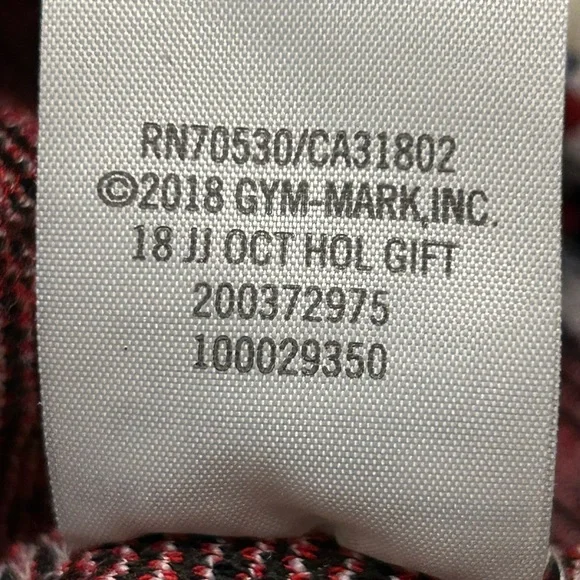 RN70530/CA31802
©2018 GYM-MARK,INC.
18 JJ OCT HOL GIFT
200372975
100029350